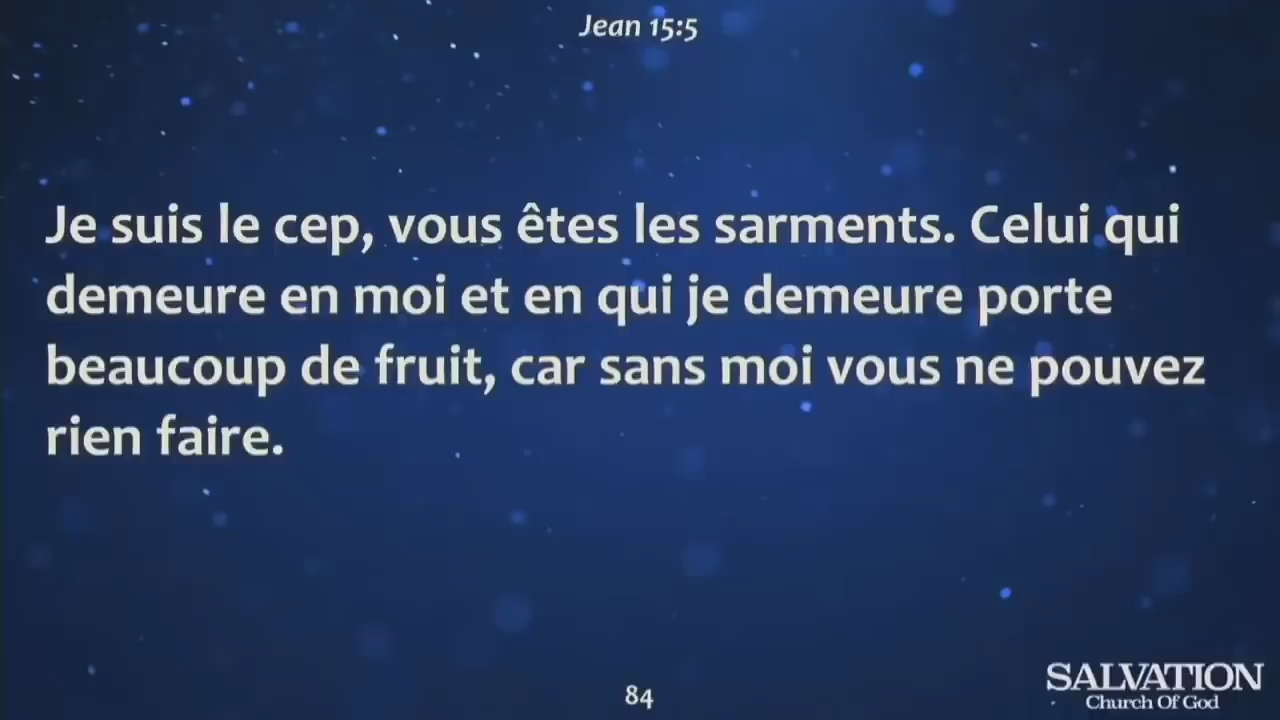 Jean 15:5
Je suis le cep, vous êtes les sarments. Celui qui
demeure en moi et en qui je demeure porte
beaucoup de fruit, car sans moi vous ne pouvez
rien faire.
84
SALVATION
Church Of God